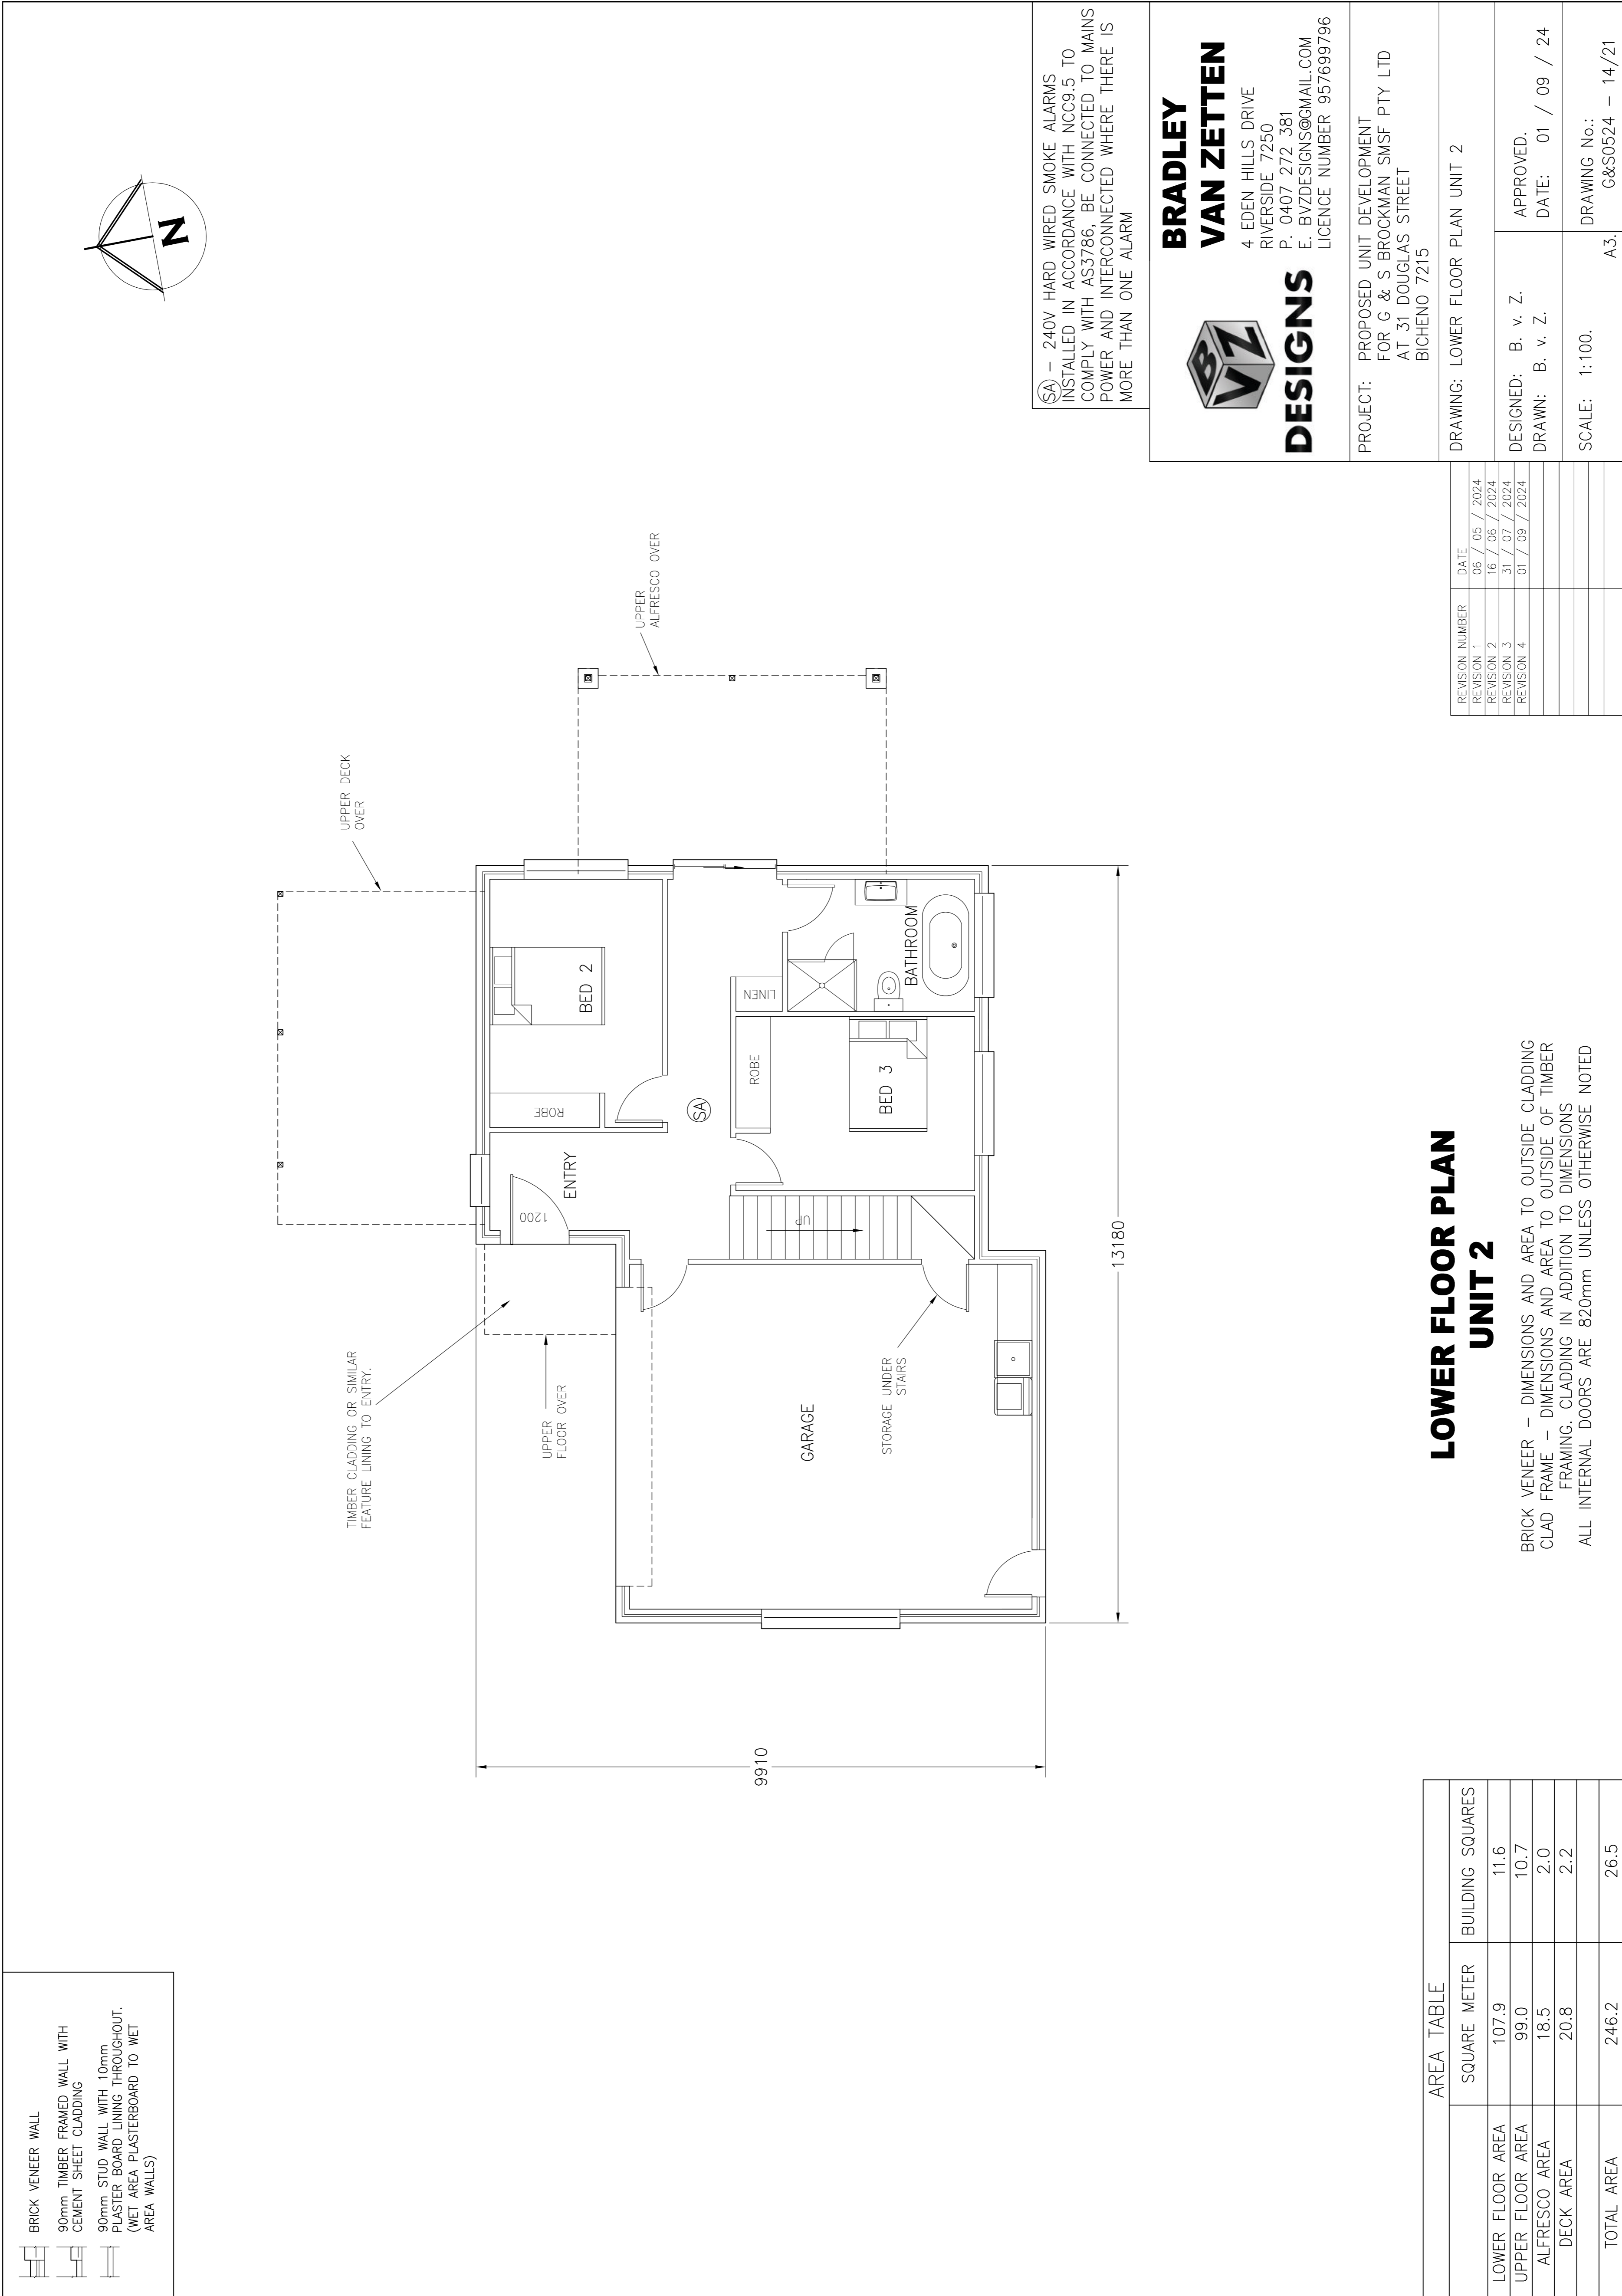 BRICK VENEER WALL
90mm TIMBER FRAMED WALL WITH
CEMENT SHEET CLADDING
90mm STUD WALL WITH 10mm
PLASTER BOARD LINING THROUGHOUT.
(WET AREA PLASTERBOARD TO WET
AREA WALLS)
N
UPPER DECK
OVER
TIMBER CLADDING OR SIMILAR
FEATURE LINING TO ENTRY.
UPPER
FLOOR OVER
UPPER
ALFRESCO OVER
1200
ENTRY
ROBE
BED 2
SA
LINEN
ROBE
BED 3
BATHROOM
UP
GARAGE
STORAGE UNDER
STAIRS
9910
13180
SA – 240V HARD WIRED SMOKE ALARMS
INSTALLED IN ACCORDANCE WITH NCC9.5 TO
COMPLY WITH AS3786, BE CONNECTED TO MAINS
POWER AND INTERCONNECTED WHERE THERE IS
MORE THAN ONE ALARM
BVZ
DESIGNS
BRADLEY
VAN ZETTEN
4 EDEN HILLS DRIVE
RIVERSIDE 7250
P. 0407 272 381
E. BVZDESIGNS@GMAIL.COM
LICENCE NUMBER 957699796
PROJECT: PROPOSED UNIT DEVELOPMENT
FOR G & S BROCKMAN SMSF PTY LTD
AT 31 DOUGLAS STREET
BICHENO 7215
DRAWING: LOWER FLOOR PLAN UNIT 2
DESIGNED: B. v. Z.
DRAWN: B. v. Z.
APPROVED.
DATE: 01 / 09 / 24
SCALE: 1:100.
A3.
DRAWING No.:
G&S0524 – 14/21
REVISION NUMBER DATE
REVISION 1 06 / 05 / 2024
REVISION 2 16 / 06 / 2024
REVISION 3 31 / 07 / 2024
REVISION 4 01 / 09 / 2024
LOWER FLOOR PLAN
UNIT 2
BRICK VENEER – DIMENSIONS AND AREA TO OUTSIDE CLADDING
CLAD FRAME – DIMENSIONS AND AREA TO OUTSIDE OF TIMBER
FRAMING. CLADDING IN ADDITION TO DIMENSIONS
ALL INTERNAL DOORS ARE 820mm UNLESS OTHERWISE NOTED
AREA TABLE
SQUARE METER BUILDING SQUARES
LOWER FLOOR AREA 107.9 11.6
UPPER FLOOR AREA 99.0 10.7
ALFRESCO AREA 18.5 2.0
DECK AREA 20.8 2.2
TOTAL AREA 246.2 26.5